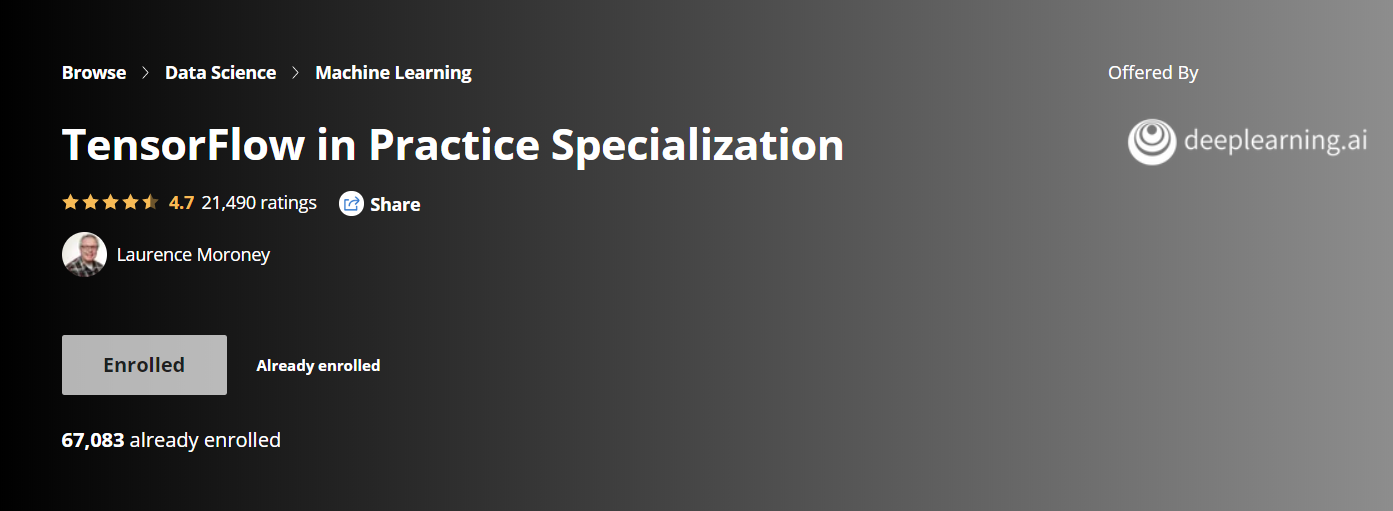 Browse > Data Science > Machine Learning
Offered By
TensorFlow in Practice Specialization
deeplearning.ai
4.7 21,490 ratings Share
Laurence Moroney
Enrolled Already enrolled
67,083 already enrolled